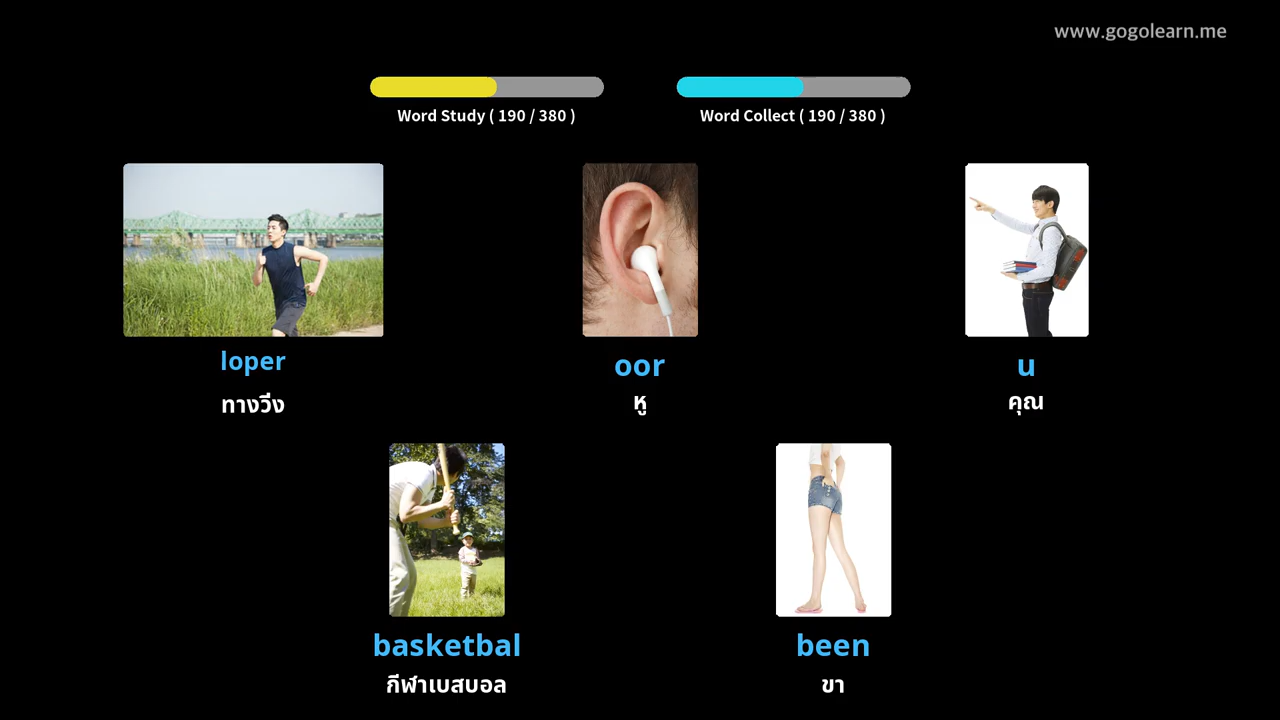 www.gogolearn.me
Word Study ( 190 / 380 )
Word Collect ( 190 / 380 )
loper
ทางวิ่ง
oor
หู
u
คุณ
basketbal
กีฬาเบสบอล
been
ขา